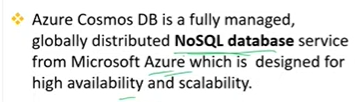 Azure Cosmos DB is a fully managed,
globally distributed NoSQL database service
from Microsoft Azure which is designed for
high availability and scalability.